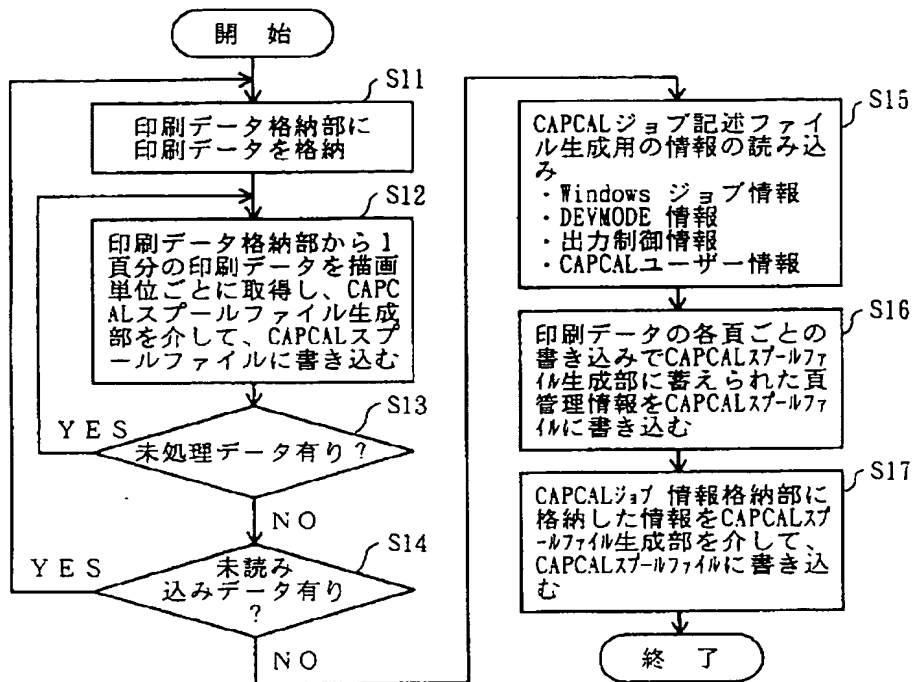 開 始
S11
印刷データ格納部に
印刷データを格納
S12
印刷データ格納部から1
頁分の印刷データを描画
単位ごとに取得し、CAPC
ALスプールファイル生成
部を介して、CAPCALスプ
ールファイルに書き込む
S13
未処理データ有り?
YES
NO
S14
未読み
込みデータ有り
?
YES
NO
S15
CAPCALジョブ記述ファイ
ル生成用の情報の読み込
み
・Windows ジョブ情報
・DEVMODE 情報
・出力制御情報
・CAPCALユーザー情報
S16
印刷データの各頁ごとの
書き込みでCAPCALｽﾌﾟｰﾙﾌｧ
ｲﾙ生成部に蓄えられた頁
管理情報をCAPCALｽﾌﾟｰﾙﾌｧ
ｲﾙに書き込む
S17
CAPCALｼﾞｮﾌﾞ 情報格納部に
格納した情報をCAPCALｽﾌﾟ
ｰﾙﾌｧｲﾙ生成部を介して、
CAPCALｽﾌﾟｰﾙﾌｧｲﾙに書き込
む
終 了